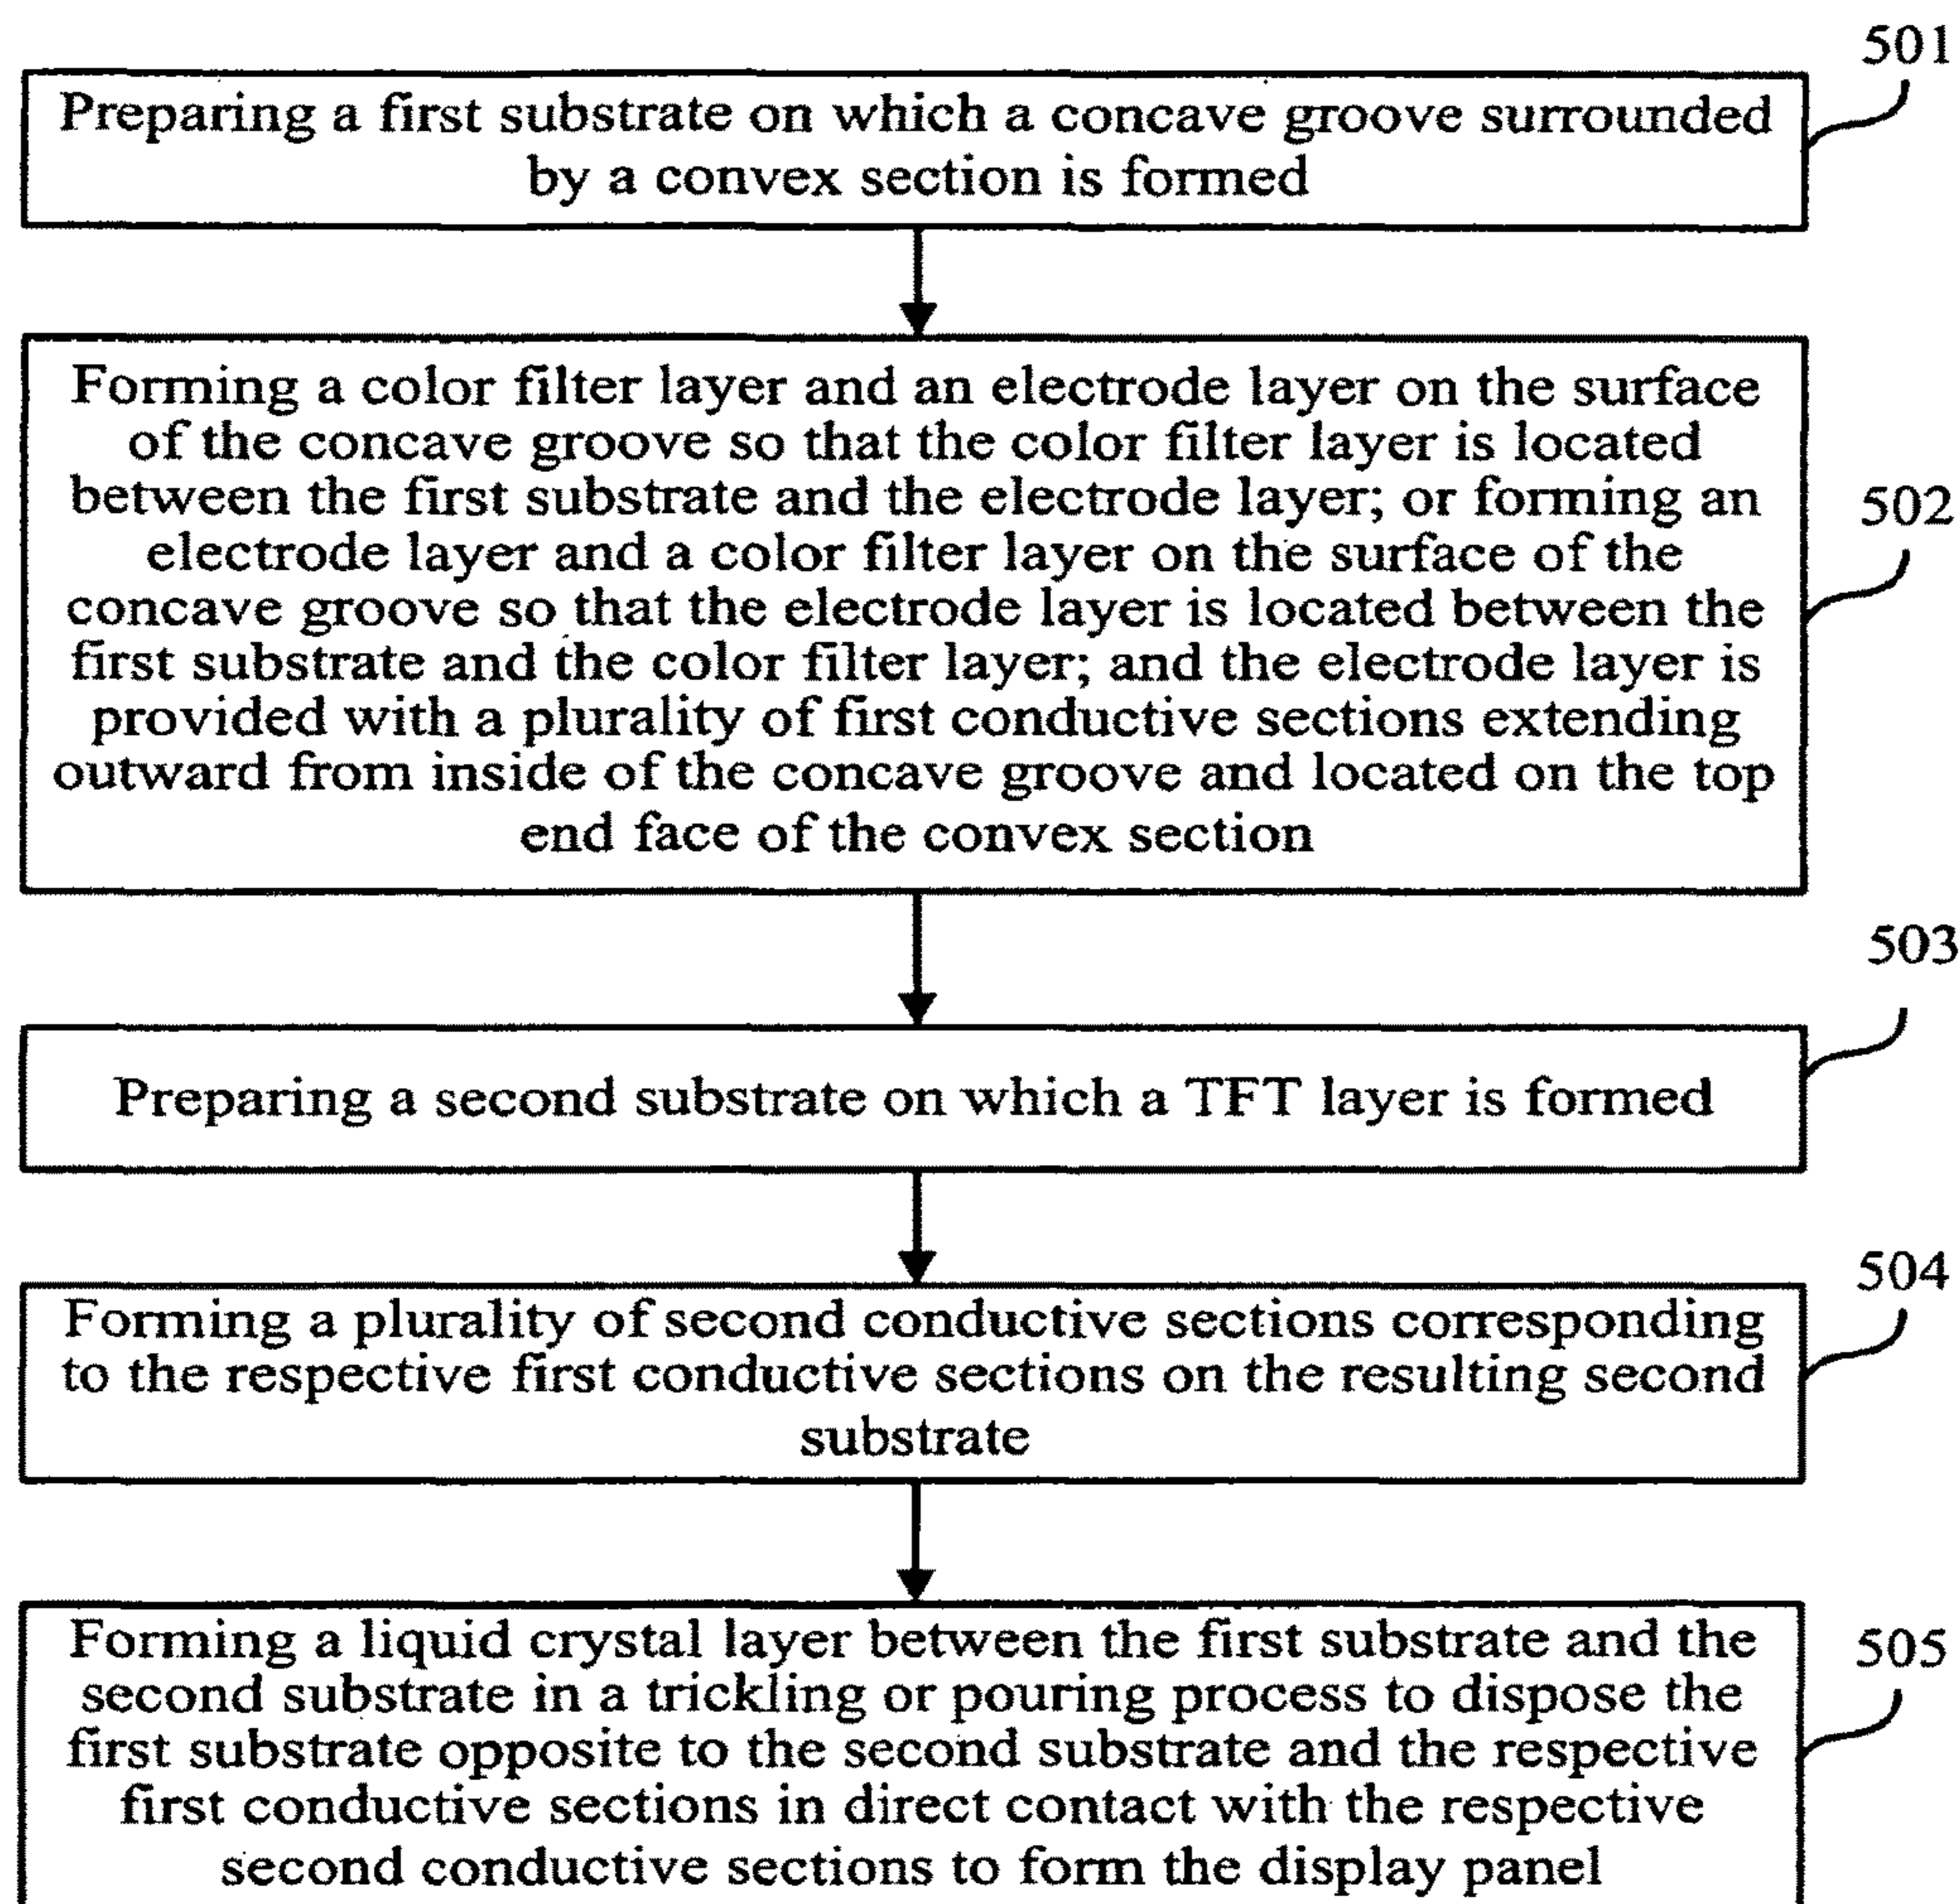 501
Preparing a first substrate on which a concave groove surrounded
by a convex section is formed
Forming a color filter layer and an electrode layer on the surface
of the concave groove so that the color filter layer is located
between the first substrate and the electrode layer; or forming an
electrode layer and a color filter layer on the surface of the
concave groove so that the electrode layer is located between the
first substrate and the color filter layer; and the electrode layer is
provided with a plurality of first conductive sections extending
outward from inside of the concave groove and located on the top
end face of the convex section
502
503
Preparing a second substrate on which a TFT layer is formed
504
Forming a plurality of second conductive sections corresponding
to the respective first conductive sections on the resulting second
substrate
505
Forming a liquid crystal layer between the first substrate and the
second substrate in a trickling or pouring process to dispose the
first substrate opposite to the second substrate and the respective
first conductive sections in direct contact with the respective
second conductive sections to form the display panel